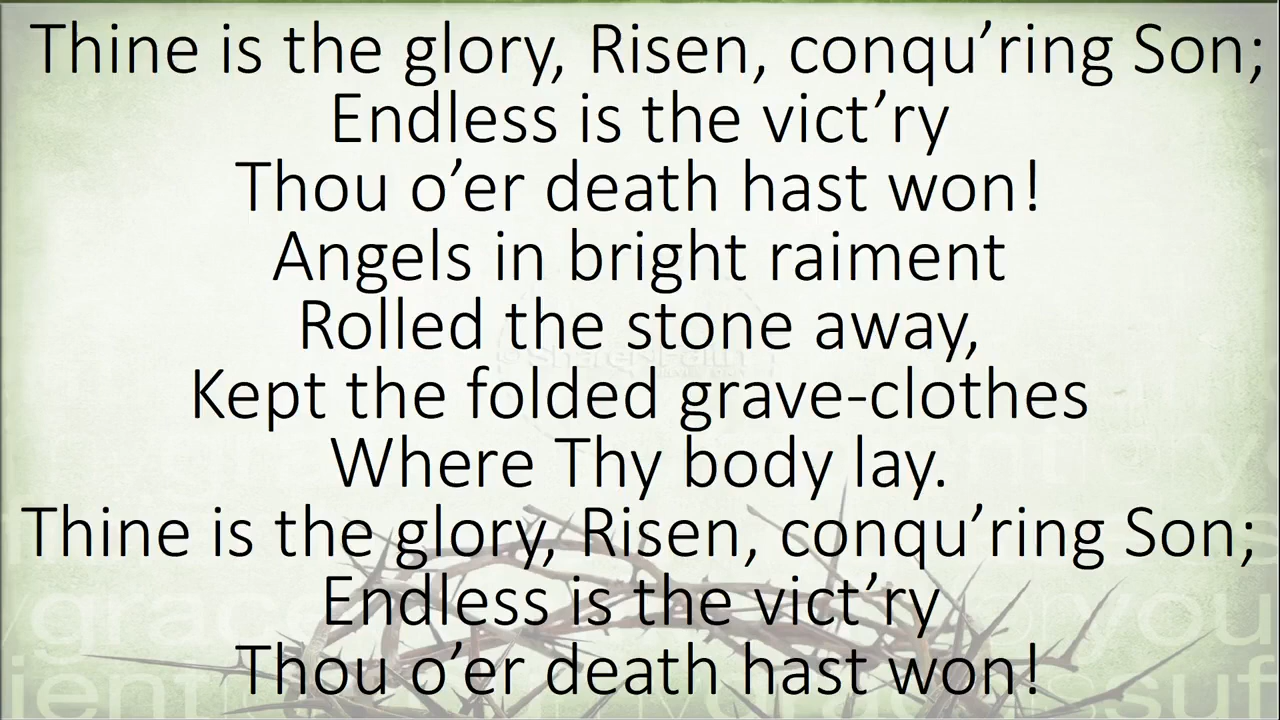 Thine is the glory, Risen, conqu’ring Son;
Endless is the vict’ry
Thou o’er death hast won!
Angels in bright raiment
Rolled the stone away,
Kept the folded grave-clothes
Where Thy body lay.
Thine is the glory, Risen, conqu’ring Son;
Endless is the vict’ry
Thou o’er death hast won!